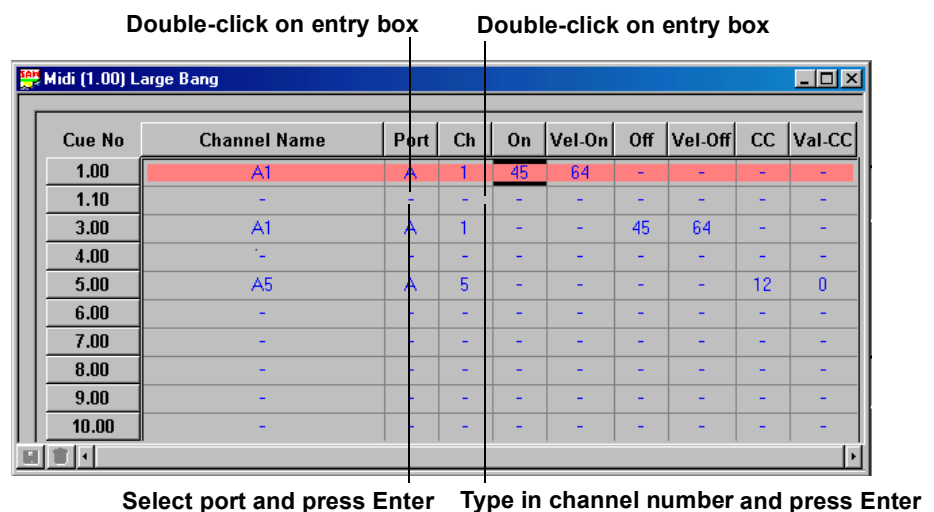 Double-click on entry box Double-click on entry box
SAM Midi (1.00) Large Bang
Cue No Channel Name Port Ch On Vel-On Off Vel-Off CC Val-CC
1.00 A1 A 1 45 64 - - - -
1.10 - - - - - - - - -
3.00 A1 A 1 - - 45 64 - -
4.00 - - - - - - - - -
5.00 A5 A 5 - - - - 12 0
6.00 - - - - - - - - -
7.00 - - - - - - - - -
8.00 - - - - - - - - -
9.00 - - - - - - - - -
10.00 - - - - - - - - -
Select port and press Enter Type in channel number and press Enter